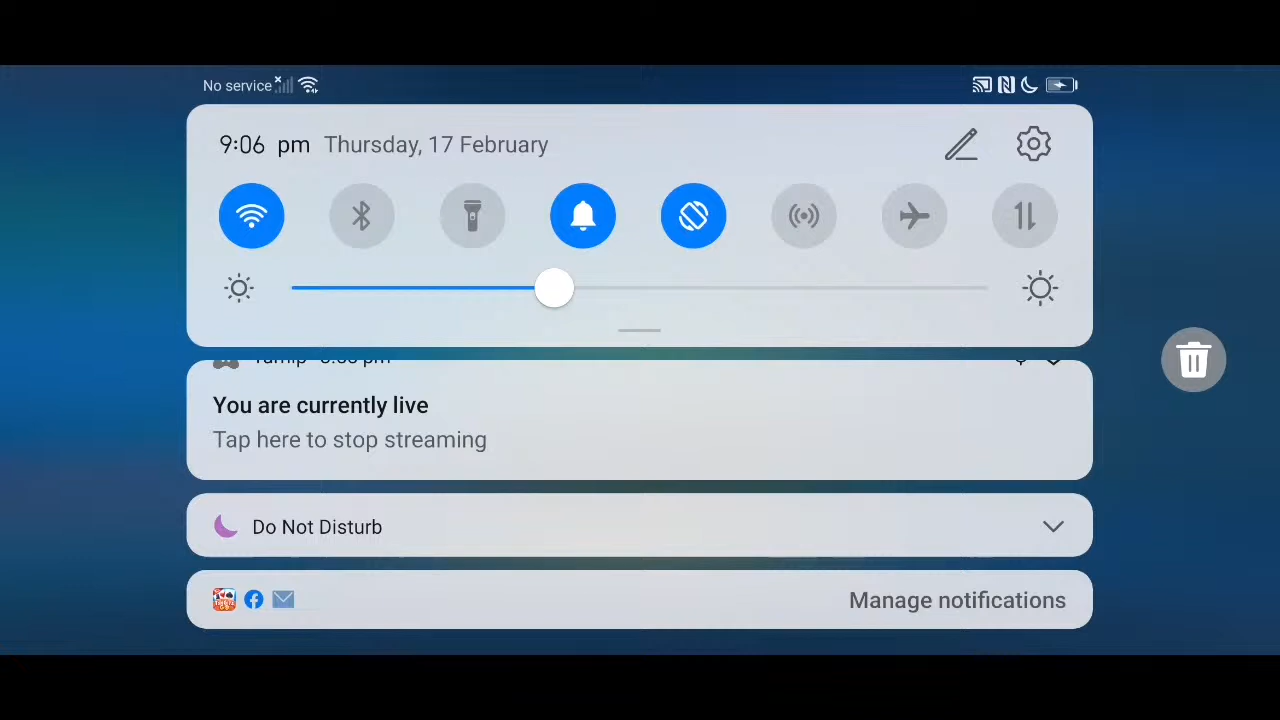 No service
9:06 pm Thursday, 17 February
You are currently live
Tap here to stop streaming
Do Not Disturb
Manage notifications